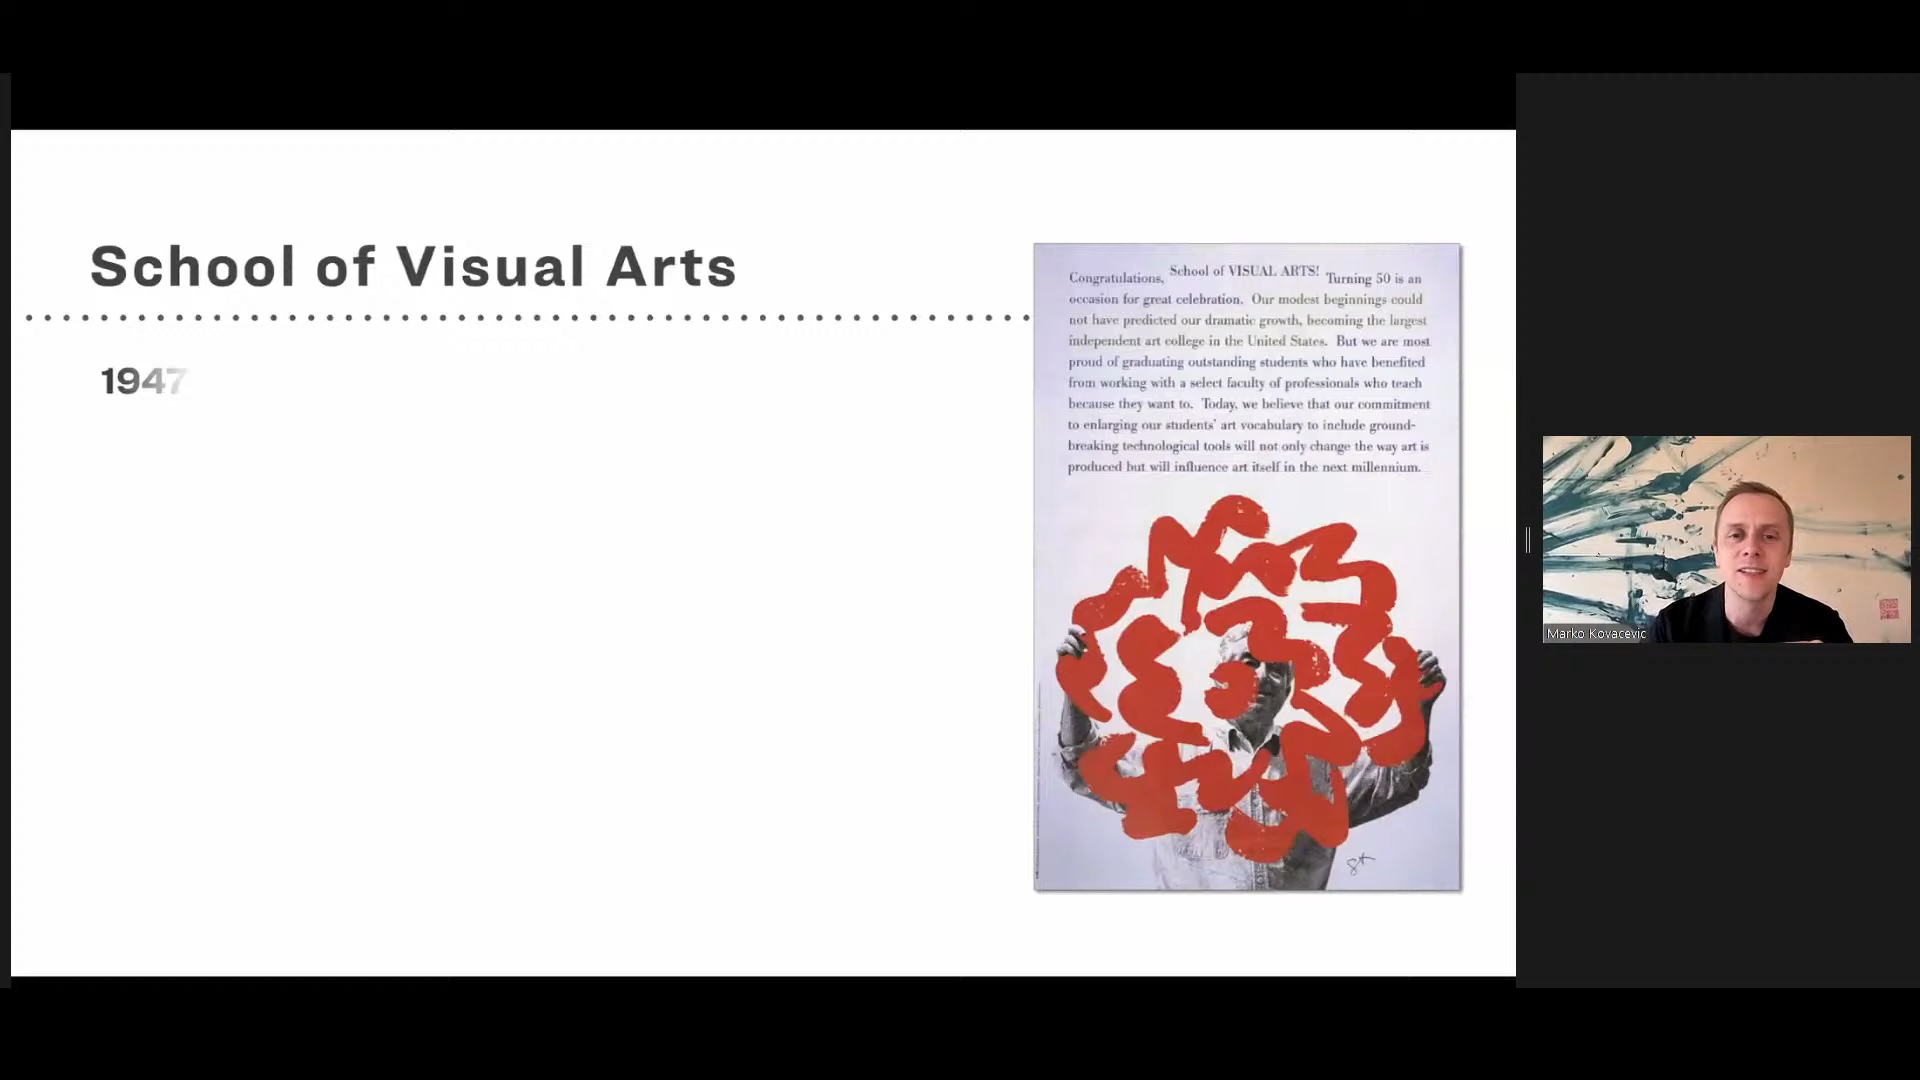 School of Visual Arts
1947
Congratulations, School of VISUAL ARTS! Turning 50 is an
occasion for great celebration. Our modest beginnings could
not have predicted our dramatic growth, becoming the largest
independent art college in the United States. But we are most
proud of graduating outstanding students who have benefited
from working with a select faculty of professionals who teach
because they want to. Today, we believe that our commitment
to enlarging our students' art vocabulary to include ground-
breaking technological tools will not only change the way art is
produced but will influence art itself in the next millennium.
Marko Kovacevic